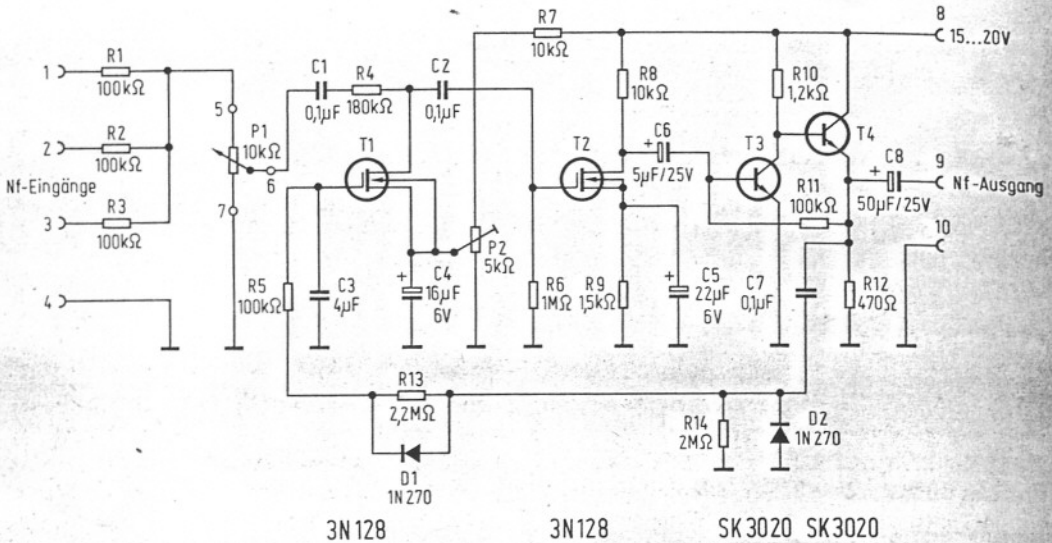 R7
10kΩ
8
15...20V
R1
100kΩ
1
5
C1
0,1µF
R4
180kΩ
C2
0,1µF
R8
10kΩ
R10
1,2kΩ
T4
R2
100kΩ
2
P1
10kΩ
6
T1
T2
C6
+
5µF/25V
T3
C8
+
50µF/25V
9
Nf-Ausgang
Nf-Eingänge
R3
100kΩ
3
7
R11
100kΩ
10
P2
5kΩ
4
R5
100kΩ
C3
4µF
+
C4
16µF
6V
R6
1MΩ
R9
1,5kΩ
+
C5
22µF
6V
C7
0,1µF
R12
470Ω
R13
2,2MΩ
R14
2MΩ
D2
1N270
D1
1N270
3N128
3N128
SK3020
SK3020